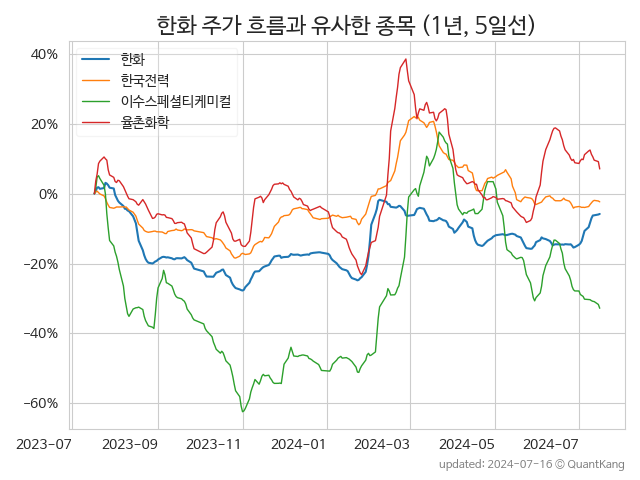 한화 주가 흐름과 유사한 종목 (1년, 5일선)
한화
한국전력
이수스페셜티케미컬
율촌화학
40%
20%
0%
−20%
−40%
−60%
2023-07 2023-09 2023-11 2024-01 2024-03 2024-05 2024-07
updated: 2024-07-16 © QuantKang